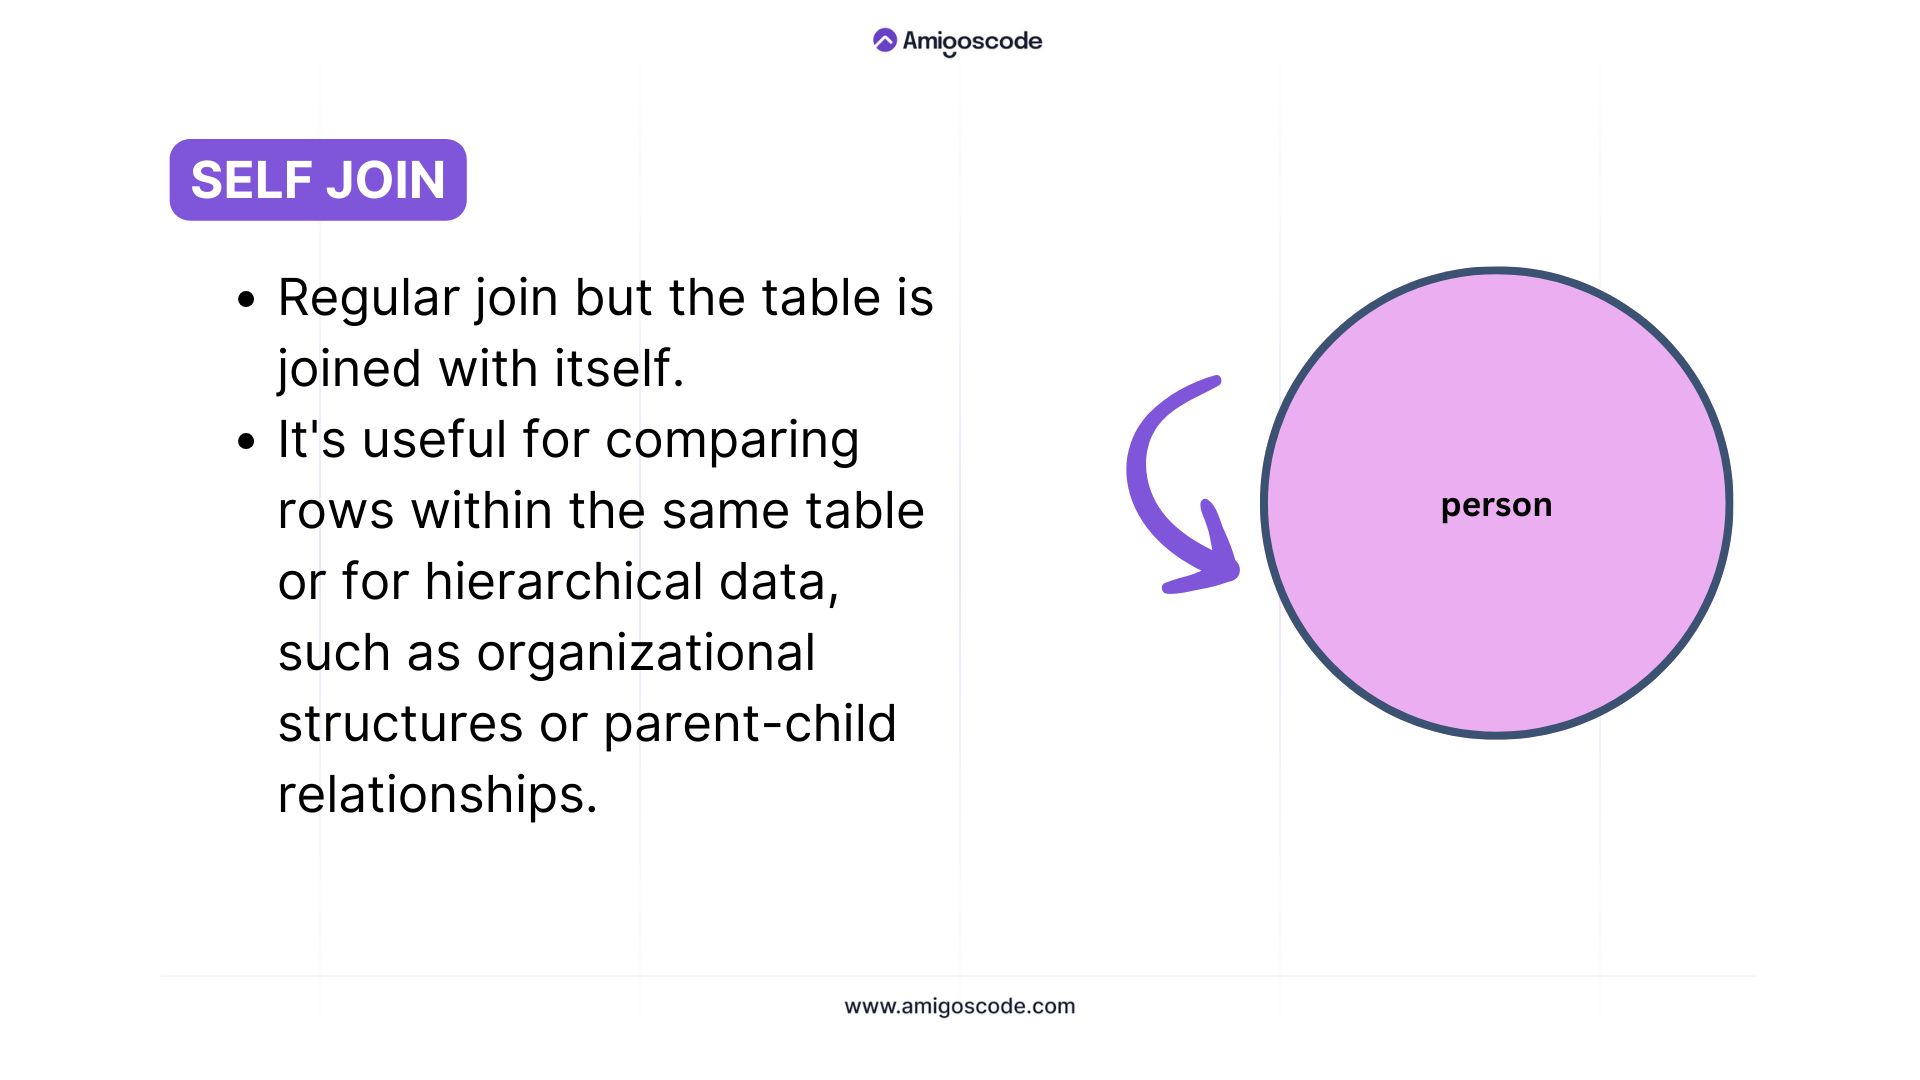 Amigoscode
SELF JOIN
• Regular join but the table is
joined with itself.
• It's useful for comparing
rows within the same table
or for hierarchical data,
such as organizational
structures or parent-child
relationships.
person
www.amigoscode.com